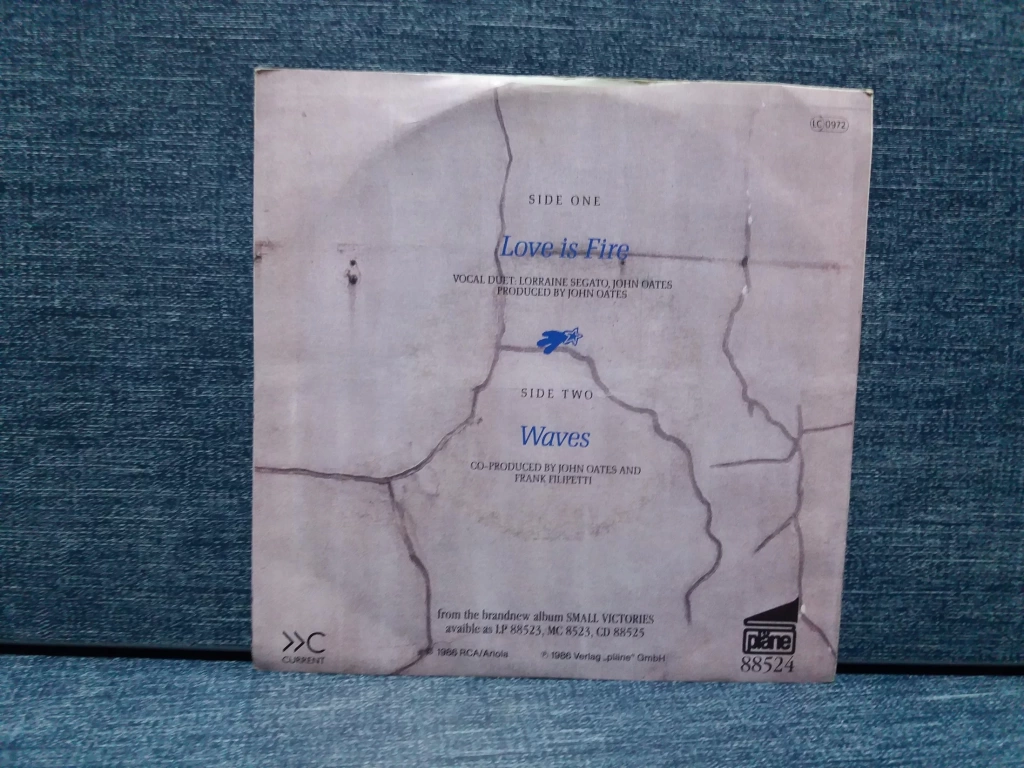 LC 0972
SIDE ONE
Love is Fire
VOCAL DUET: LORRAINE SEGATO, JOHN OATES
PRODUCED BY JOHN OATES
SIDE TWO
Waves
CO-PRODUCED BY JOHN OATES AND
FRANK FILIPETTI
from the brandnew album SMALL VICTORIES
avaible as LP 88523, MC 8523, CD 88525
℗ 1986 RCA/Ariola © 1986 Verlag „pläne" GmbH
»C
CURRENT
pläne
88524